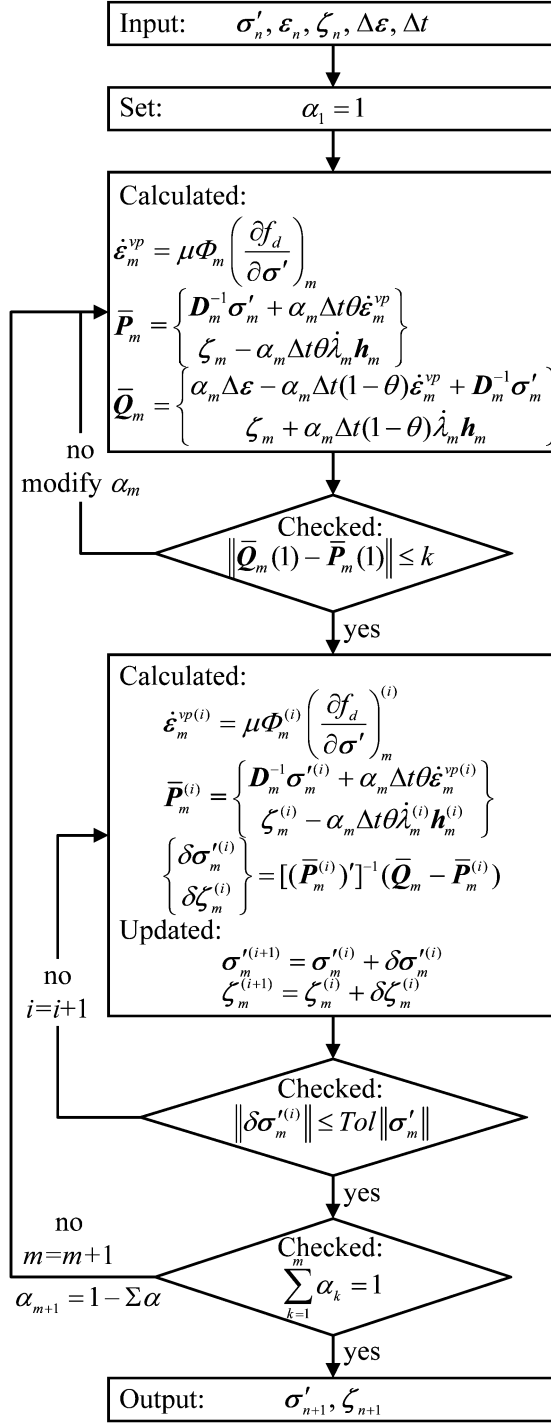 Input: σ′ₙ, εₙ, ζₙ, Δε, Δt
Set: α₁ = 1
Calculated:
ε̇ₘᵛᵖ = μΦₘ (∂f_d / ∂σ′)ₘ
P̄ₘ = { Dₘ⁻¹σ′ₘ + αₘΔtθε̇ₘᵛᵖ
ζₘ − αₘΔtθλ̇ₘhₘ }
Q̄ₘ = { αₘΔε − αₘΔt(1−θ)ε̇ₘᵛᵖ + Dₘ⁻¹σ′ₘ
ζₘ + αₘΔt(1−θ)λ̇ₘhₘ }
no
modify αₘ
Checked:
‖Q̄ₘ(1) − P̄ₘ(1)‖ ≤ k
yes
Calculated:
ε̇ₘᵛᵖ⁽ⁱ⁾ = μΦₘ⁽ⁱ⁾ (∂f_d / ∂σ′)ₘ⁽ⁱ⁾
P̄ₘ⁽ⁱ⁾ = { Dₘ⁻¹σ′ₘ⁽ⁱ⁾ + αₘΔtθε̇ₘᵛᵖ⁽ⁱ⁾
ζₘ⁽ⁱ⁾ − αₘΔtθλ̇ₘ⁽ⁱ⁾hₘ⁽ⁱ⁾ }
{ δσ′ₘ⁽ⁱ⁾
δζₘ⁽ⁱ⁾ } = [(P̄ₘ⁽ⁱ⁾)′]⁻¹(Q̄ₘ − P̄ₘ⁽ⁱ⁾)
Updated:
σ′ₘ⁽ⁱ⁺¹⁾ = σ′ₘ⁽ⁱ⁾ + δσ′ₘ⁽ⁱ⁾
ζₘ⁽ⁱ⁺¹⁾ = ζₘ⁽ⁱ⁾ + δζₘ⁽ⁱ⁾
no
i=i+1
Checked:
‖δσ′ₘ⁽ⁱ⁾‖ ≤ Tol‖σ′ₘ‖
yes
no
m=m+1
αₘ₊₁ = 1 − Σα
Checked:
∑ₖ₌₁ᵐ αₖ = 1
yes
Output: σ′ₙ₊₁, ζₙ₊₁